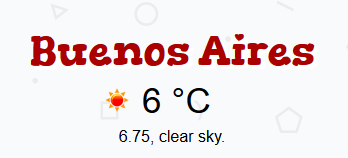 Buenos Aires
6 °C
6.75, clear sky.